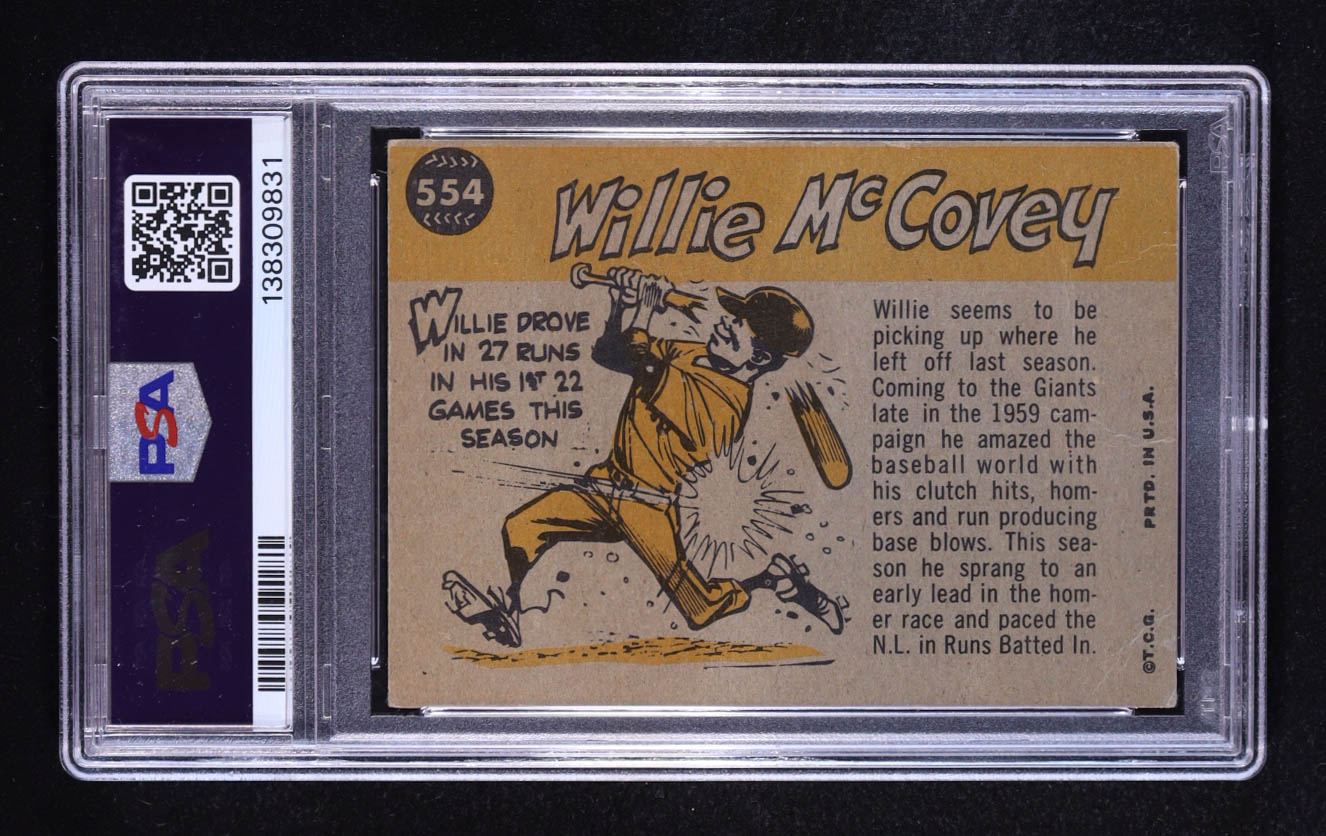 554
Willie McCovey
WILLIE DROVE
IN 27 RUNS
IN HIS 1ST 22
GAMES THIS
SEASON
Willie seems to be
picking up where he
left off last season.
Coming to the Giants
late in the 1959 cam-
paign he amazed the
baseball world with
his clutch hits, hom-
ers and run producing
base blows. This sea-
son he sprang to an
early lead in the hom-
er race and paced the
N.L. in Runs Batted In.
©T.C.G. PRTD. IN U.S.A.
138309831
PSA
PSA
PSA